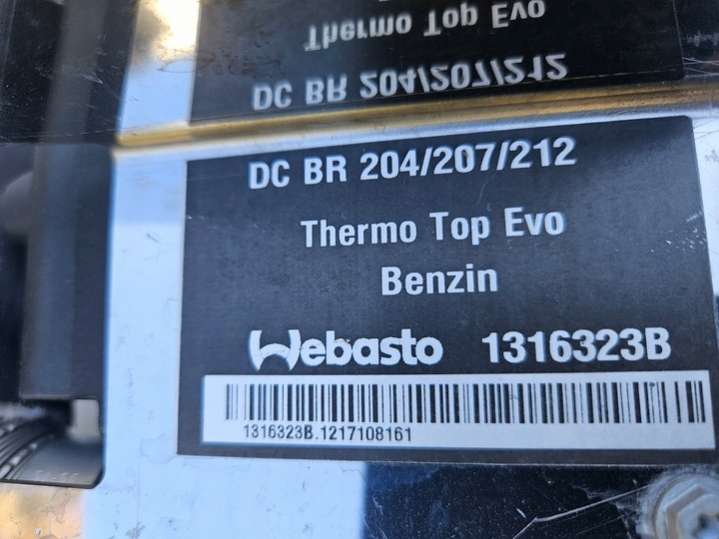 Thermo Top Evo
DC BR 204/207/212
DC BR 204/207/212
Thermo Top Evo
Benzin
Webasto 1316323B
1316323B.1217108161